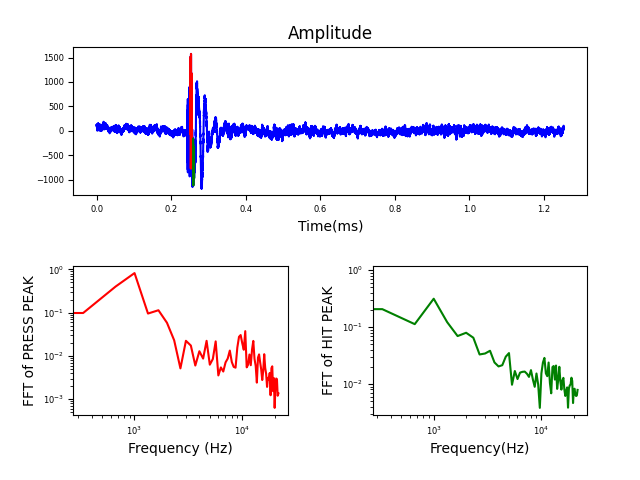 Amplitude
1500
1000
500
0
−500
−1000
0.0 0.2 0.4 0.6 0.8 1.0 1.2
Time(ms)
FFT of PRESS PEAK
10⁰
10⁻¹
10⁻²
10⁻³
10³ 10⁴
Frequency (Hz)
FFT of HIT PEAK
10⁰
10⁻¹
10⁻²
10³ 10⁴
Frequency(Hz)